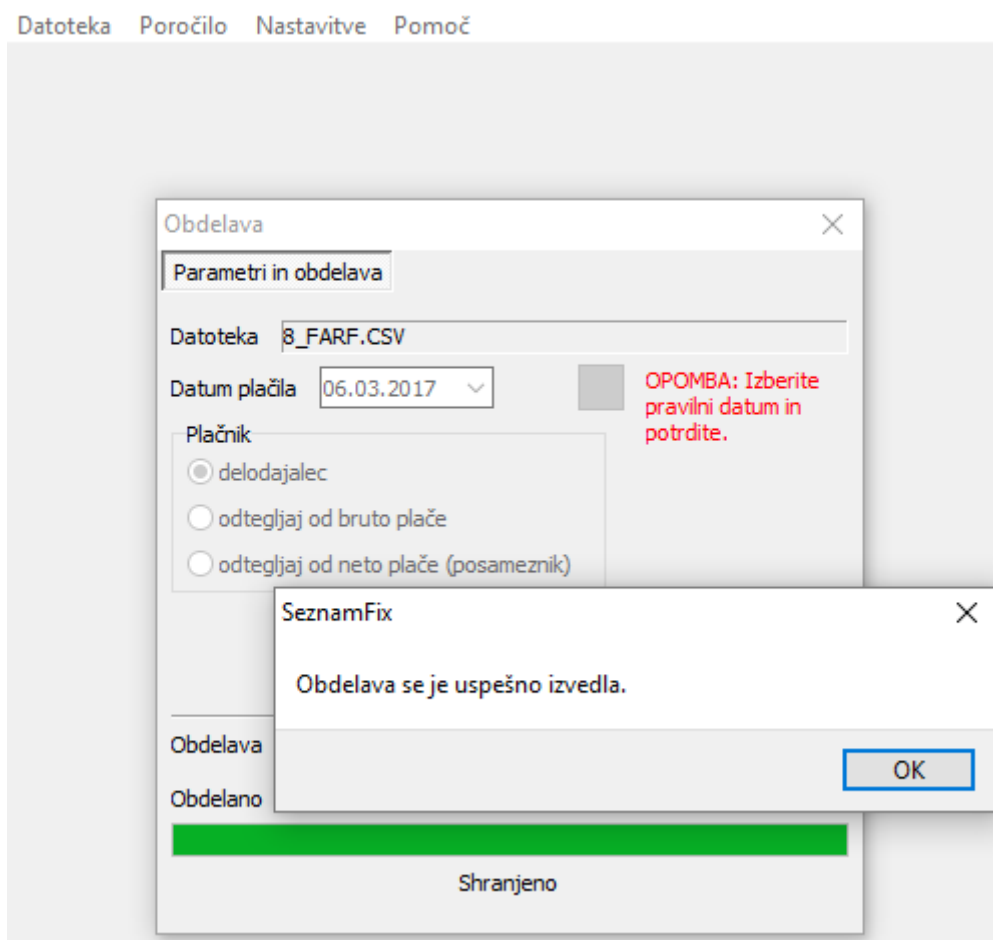 Datoteka Poročilo Nastavitve Pomoč
Obdelava
Parametri in obdelava
Datoteka 8_FARF.CSV
Datum plačila 06.03.2017
OPOMBA: Izberite
pravilni datum in
potrdite.
Plačnik
delodajalec
odtegljaj od bruto plače
odtegljaj od neto plače (posameznik)
SeznamFix
Obdelava se je uspešno izvedla.
OK
Obdelava
Obdelano
Shranjeno